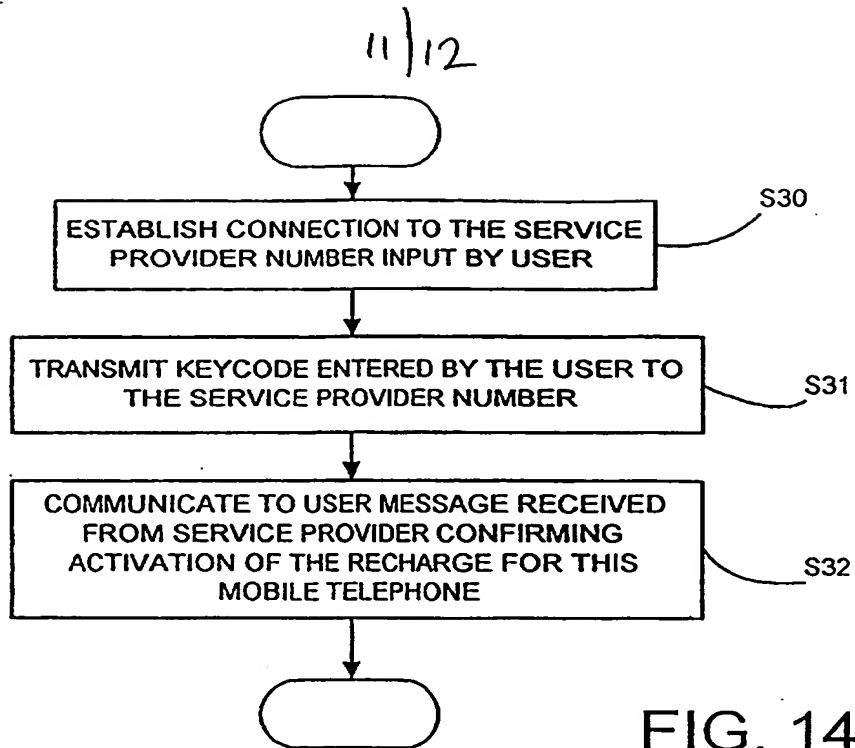 11/12
S30
ESTABLISH CONNECTION TO THE SERVICE
PROVIDER NUMBER INPUT BY USER
TRANSMIT KEYCODE ENTERED BY THE USER TO
THE SERVICE PROVIDER NUMBER
S31
COMMUNICATE TO USER MESSAGE RECEIVED
FROM SERVICE PROVIDER CONFIRMING
ACTIVATION OF THE RECHARGE FOR THIS
MOBILE TELEPHONE
S32
FIG. 14